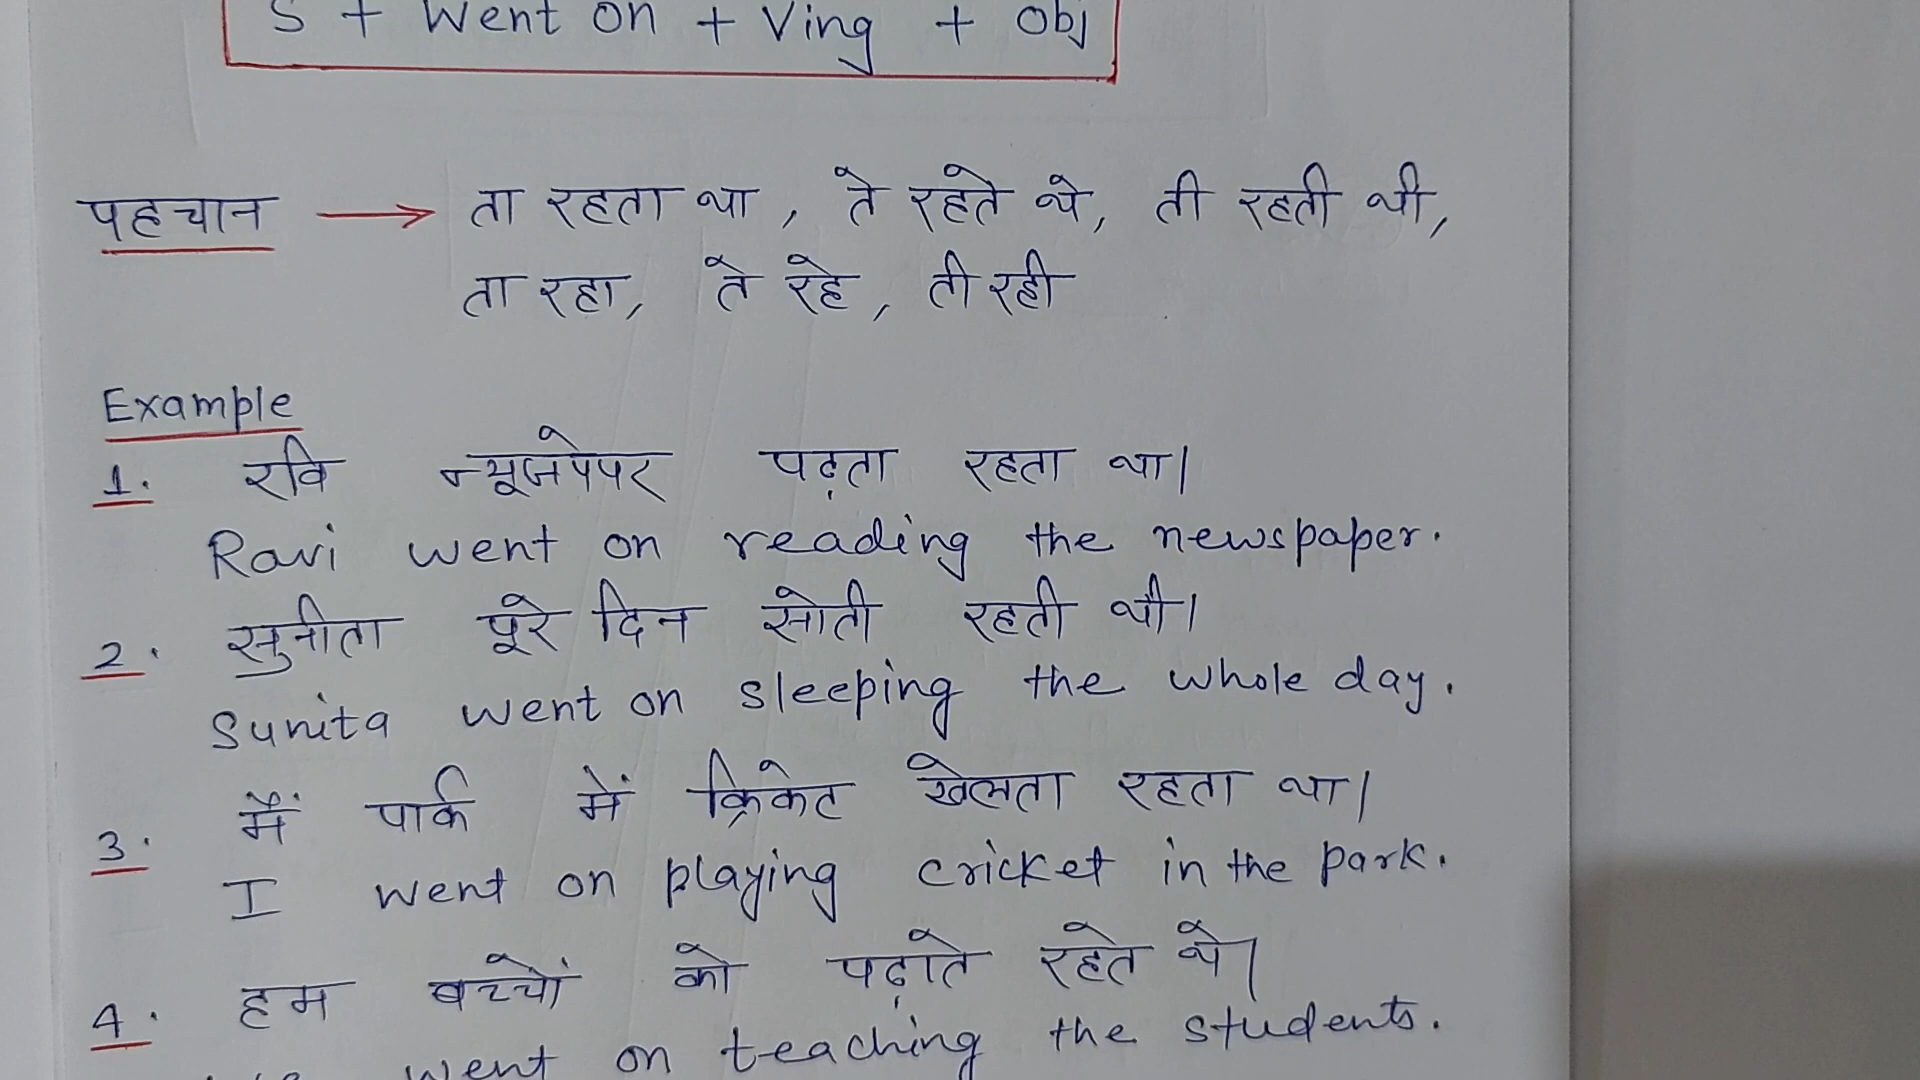 S + Went on + Ving + Obj
पहचान → ता रहता था, ते रहते थे, ती रहती थी,
ता रहा, ते रहे, ती रही
Example
1. रवि न्यूजपेपर पढ़ता रहता था।
Ravi went on reading the newspaper.
2. सुनीता पूरे दिन सोती रहती थी।
Sunita went on sleeping the whole day.
3. मैं पार्क में क्रिकेट खेलता रहता था।
I went on playing cricket in the park.
4. हम बच्चों को पढ़ाते रहते थे।
went on teaching the students.